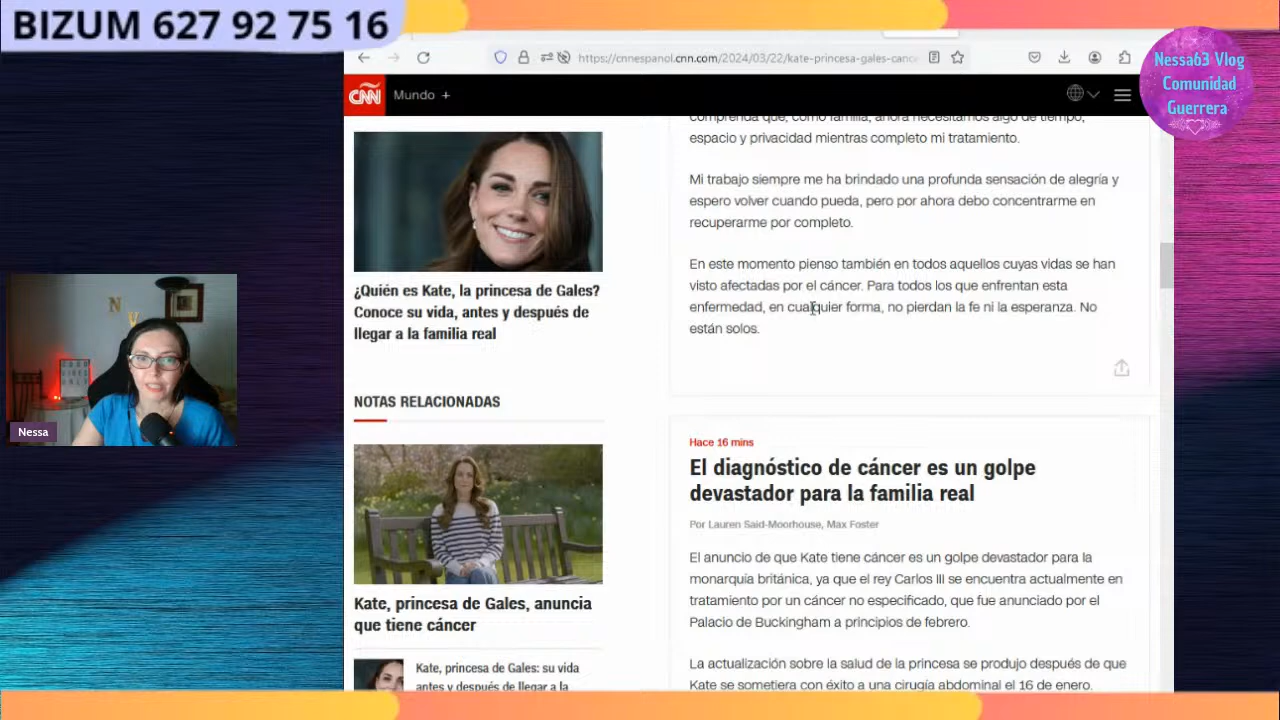 BIZUM 627 92 75 16
https://cnnespanol.cnn.com/2024/03/22/kate-princesa-gales-cance
Nessa63 Vlog
Comunidad
Guerrera
CNN
Mundo +
¿Quién es Kate, la princesa de Gales?
Conoce su vida, antes y después de
llegar a la familia real
NOTAS RELACIONADAS
Kate, princesa de Gales, anuncia
que tiene cáncer
Kate, princesa de Gales: su vida
antes y después de llegar a la
comprenda que, como familia, ahora necesitamos algo de tiempo,
espacio y privacidad mientras completo mi tratamiento.
Mi trabajo siempre me ha brindado una profunda sensación de alegría y
espero volver cuando pueda, pero por ahora debo concentrarme en
recuperarme por completo.
En este momento pienso también en todos aquellos cuyas vidas se han
visto afectadas por el cáncer. Para todos los que enfrentan esta
enfermedad, en cualquier forma, no pierdan la fe ni la esperanza. No
están solos.
Hace 16 mins
El diagnóstico de cáncer es un golpe
devastador para la familia real
Por Lauren Said-Moorhouse, Max Foster
El anuncio de que Kate tiene cáncer es un golpe devastador para la
monarquía británica, ya que el rey Carlos III se encuentra actualmente en
tratamiento por un cáncer no especificado, que fue anunciado por el
Palacio de Buckingham a principios de febrero.
La actualización sobre la salud de la princesa se produjo después de que
Kate se sometiera con éxito a una cirugía abdominal el 16 de enero.
Nessa